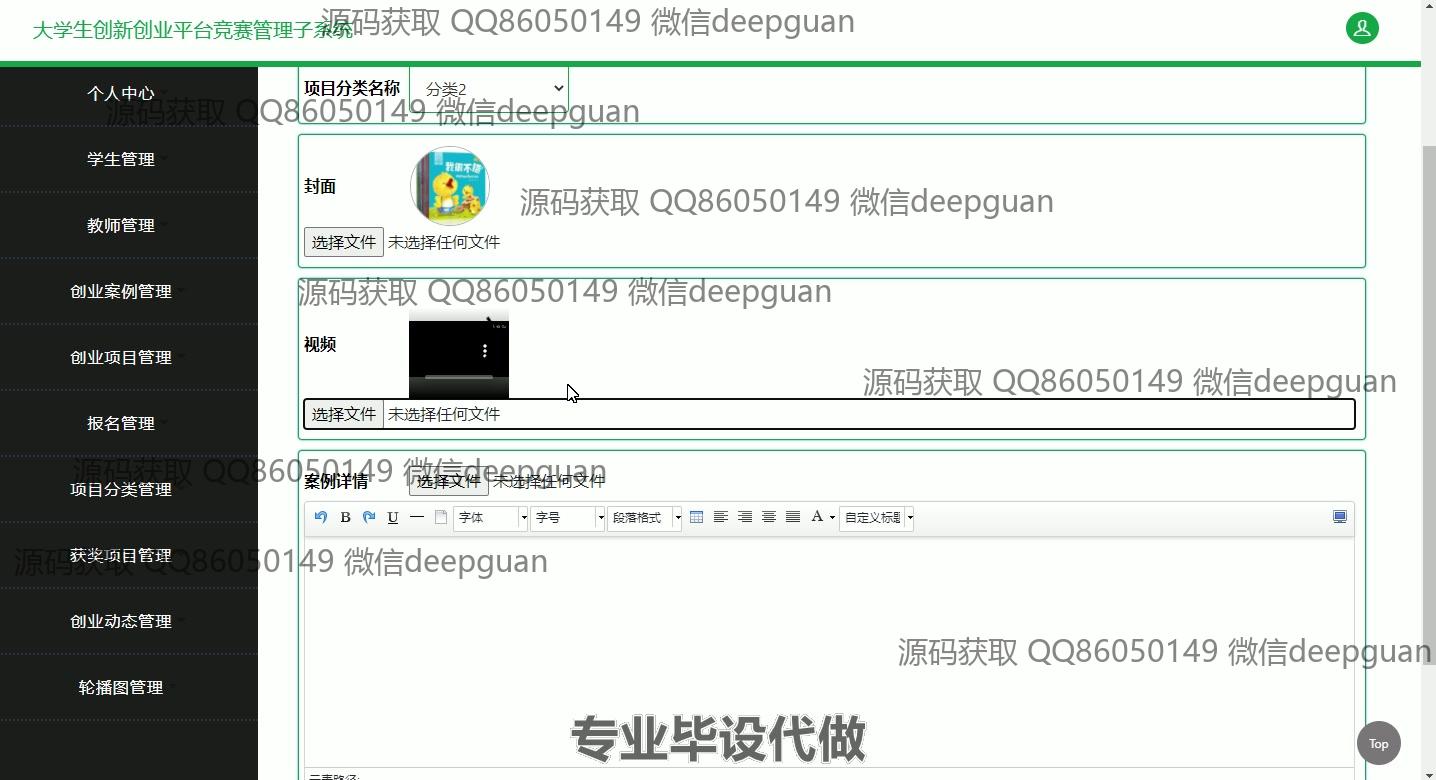 大学生创新创业平台竞赛管理子系统
源码获取 QQ86050149 微信deepguan
个人中心
项目分类名称 分类2
源码获取 QQ86050149 微信deepguan
学生管理
封面
我很不错
源码获取 QQ86050149 微信deepguan
教师管理
选择文件 未选择任何文件
创业案例管理
源码获取 QQ86050149 微信deepguan
视频
创业项目管理
源码获取 QQ86050149 微信deepguan
选择文件 未选择任何文件
报名管理
源码获取 QQ86050149 微信deepguan
案例详情 选择文件 未选择任何文件
项目分类管理
B U 字体 字号 段落格式 A 自定义标题
获奖项目管理
源码获取 QQ86050149 微信deepguan
创业动态管理
源码获取 QQ86050149 微信deepguan
轮播图管理
专业毕设代做
Top
元素路径: